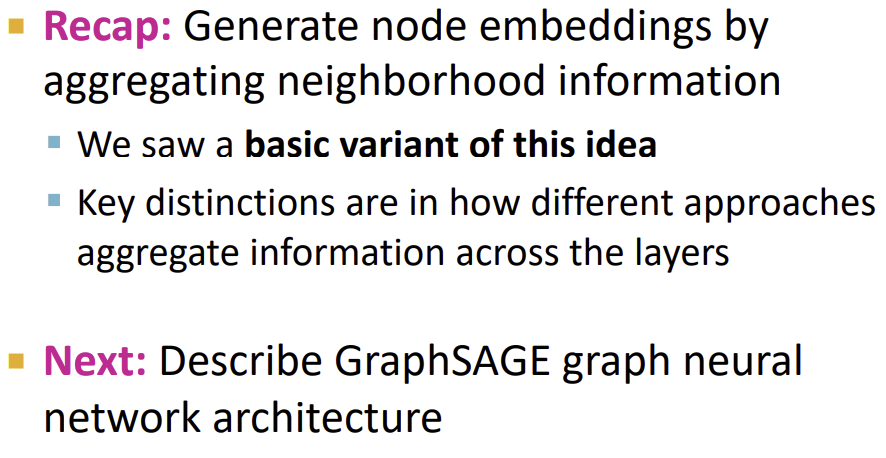 Recap: Generate node embeddings by
aggregating neighborhood information
We saw a basic variant of this idea
Key distinctions are in how different approaches
aggregate information across the layers
Next: Describe GraphSAGE graph neural
network architecture